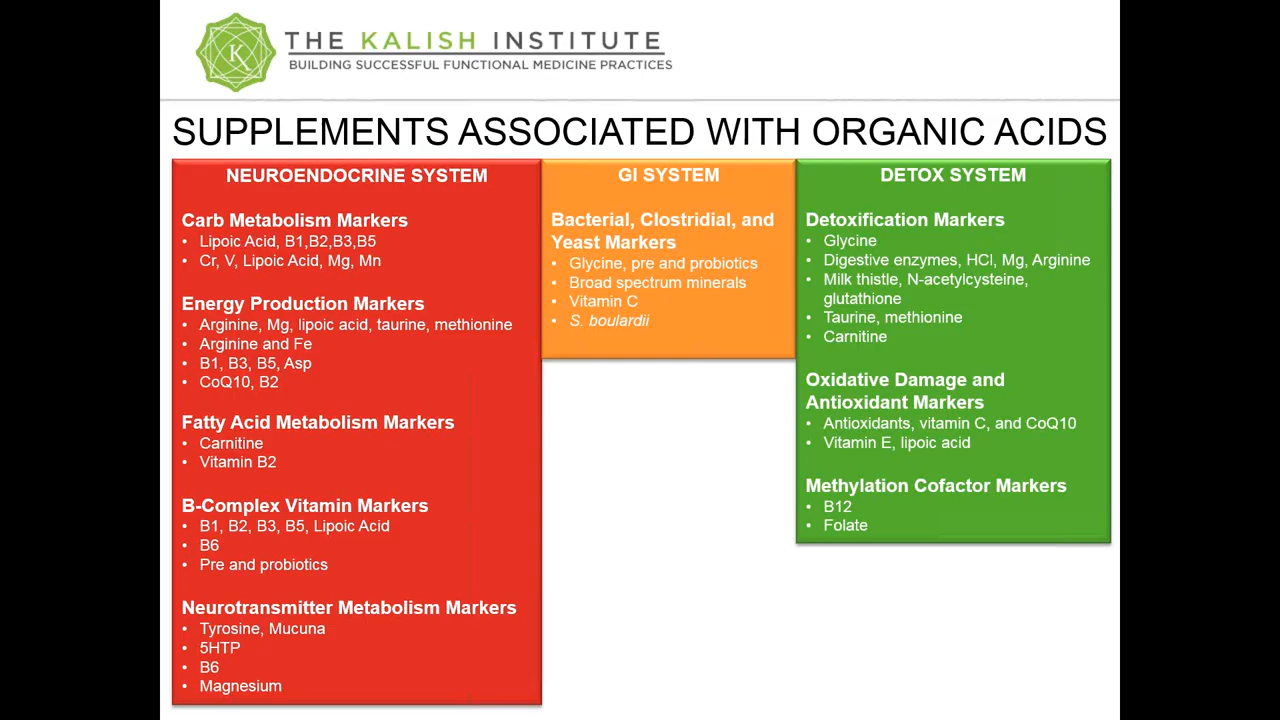 K
THE KALISH INSTITUTE
BUILDING SUCCESSFUL FUNCTIONAL MEDICINE PRACTICES
SUPPLEMENTS ASSOCIATED WITH ORGANIC ACIDS
NEUROENDOCRINE SYSTEM
Carb Metabolism Markers
• Lipoic Acid, B1,B2,B3,B5
• Cr, V, Lipoic Acid, Mg, Mn
Energy Production Markers
• Arginine, Mg, lipoic acid, taurine, methionine
• Arginine and Fe
• B1, B3, B5, Asp
• CoQ10, B2
Fatty Acid Metabolism Markers
• Carnitine
• Vitamin B2
B-Complex Vitamin Markers
• B1, B2, B3, B5, Lipoic Acid
• B6
• Pre and probiotics
Neurotransmitter Metabolism Markers
• Tyrosine, Mucuna
• 5HTP
• B6
• Magnesium
GI SYSTEM
Bacterial, Clostridial, and
Yeast Markers
• Glycine, pre and probiotics
• Broad spectrum minerals
• Vitamin C
• S. boulardii
DETOX SYSTEM
Detoxification Markers
• Glycine
• Digestive enzymes, HCl, Mg, Arginine
• Milk thistle, N-acetylcysteine,
glutathione
• Taurine, methionine
• Carnitine
Oxidative Damage and
Antioxidant Markers
• Antioxidants, vitamin C, and CoQ10
• Vitamin E, lipoic acid
Methylation Cofactor Markers
• B12
• Folate